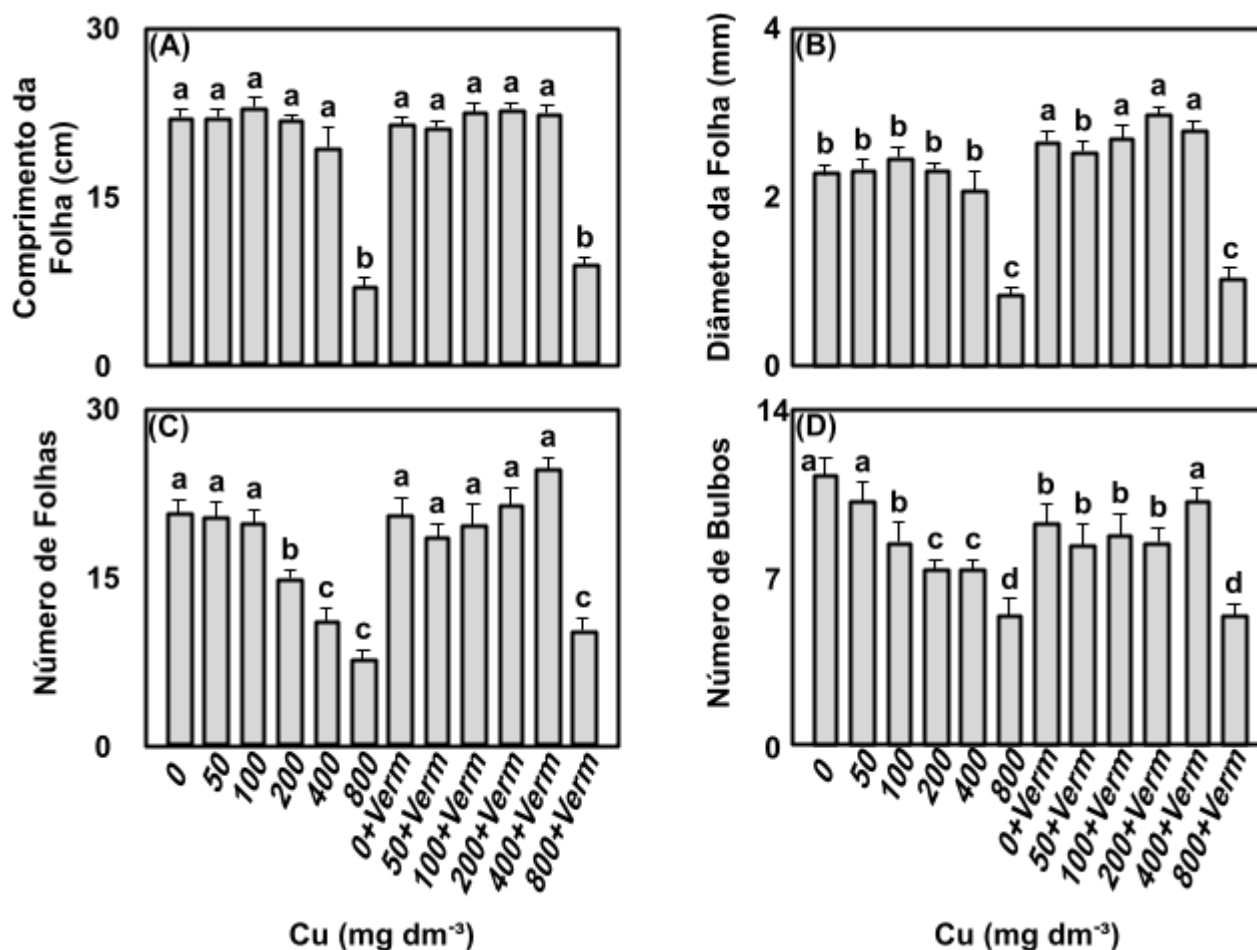 30
(A)
a a a a a b a a a a a b
Comprimento da
Folha (cm)
15
0
4
(B)
b b b b b c a b a a a c
Diâmetro da Folha (mm)
2
0
30
(C)
a a a b c c a a a a a c
Número de Folhas
15
0
0 50 100 200 400 800 0+Verm 50+Verm 100+Verm 200+Verm 400+Verm 800+Verm
Cu (mg dm⁻³)
14
(D)
a a b c c d b b b b a d
Número de Bulbos
7
0
0 50 100 200 400 800 0+Verm 50+Verm 100+Verm 200+Verm 400+Verm 800+Verm
Cu (mg dm⁻³)